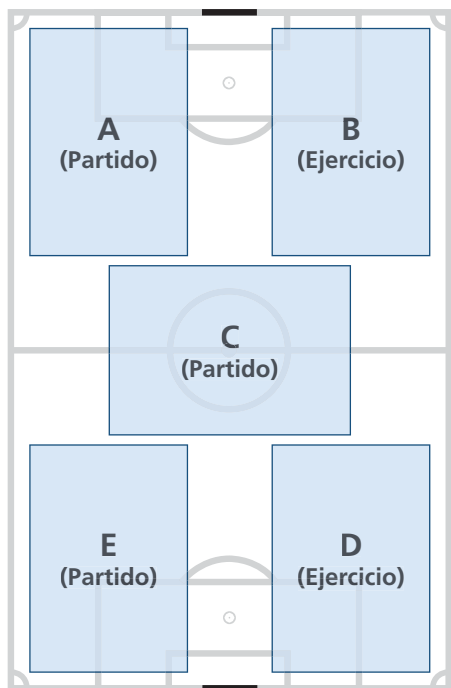 A
(Partido)
B
(Ejercicio)
C
(Partido)
E
(Partido)
D
(Ejercicio)